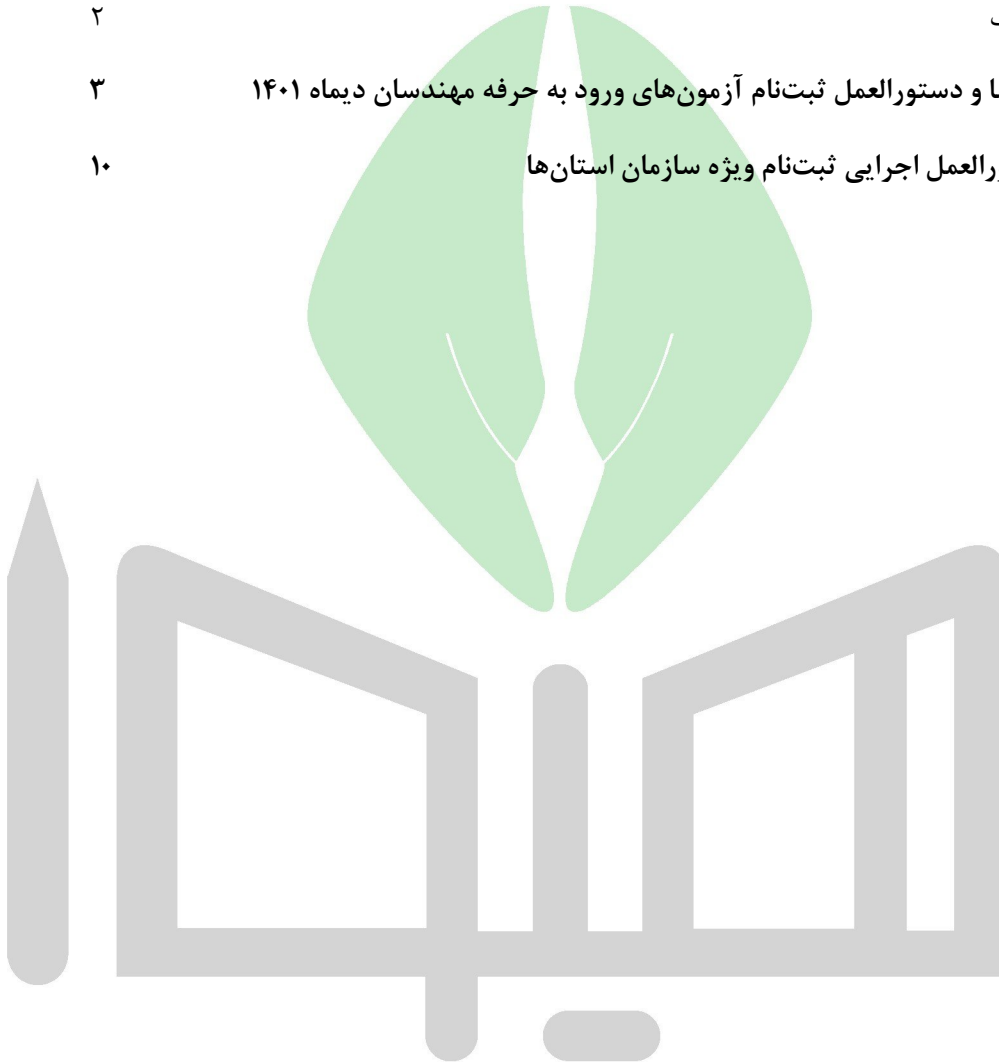 ۲
ا و دستورالعمل ثبت‌نام آزمون‌های ورود به حرفه مهندسان دیماه ۱۴۰۱ ۳
ورالعمل اجرایی ثبت‌نام ویژه سازمان استان‌ها ۱۰